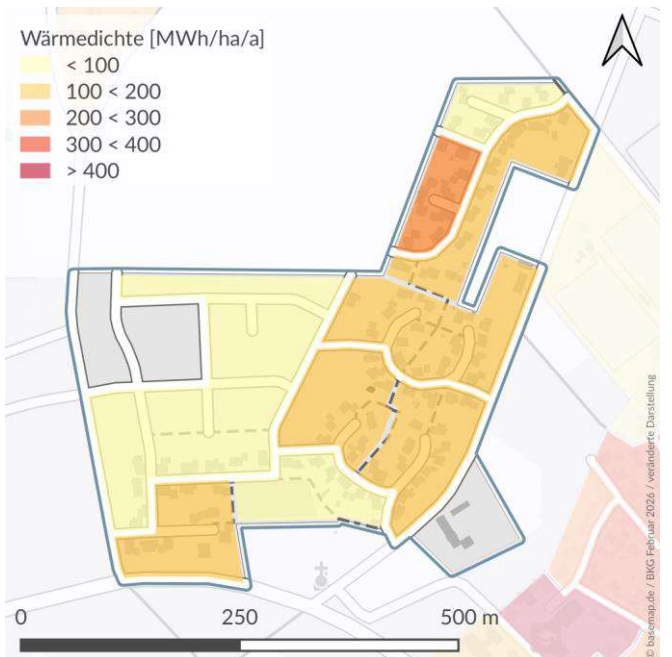 Wärmedichte [MWh/ha/a]
< 100
100 < 200
200 < 300
300 < 400
> 400
0 250 500 m
© basemap.de / BKG Februar 2026 / veränderte Darstellung